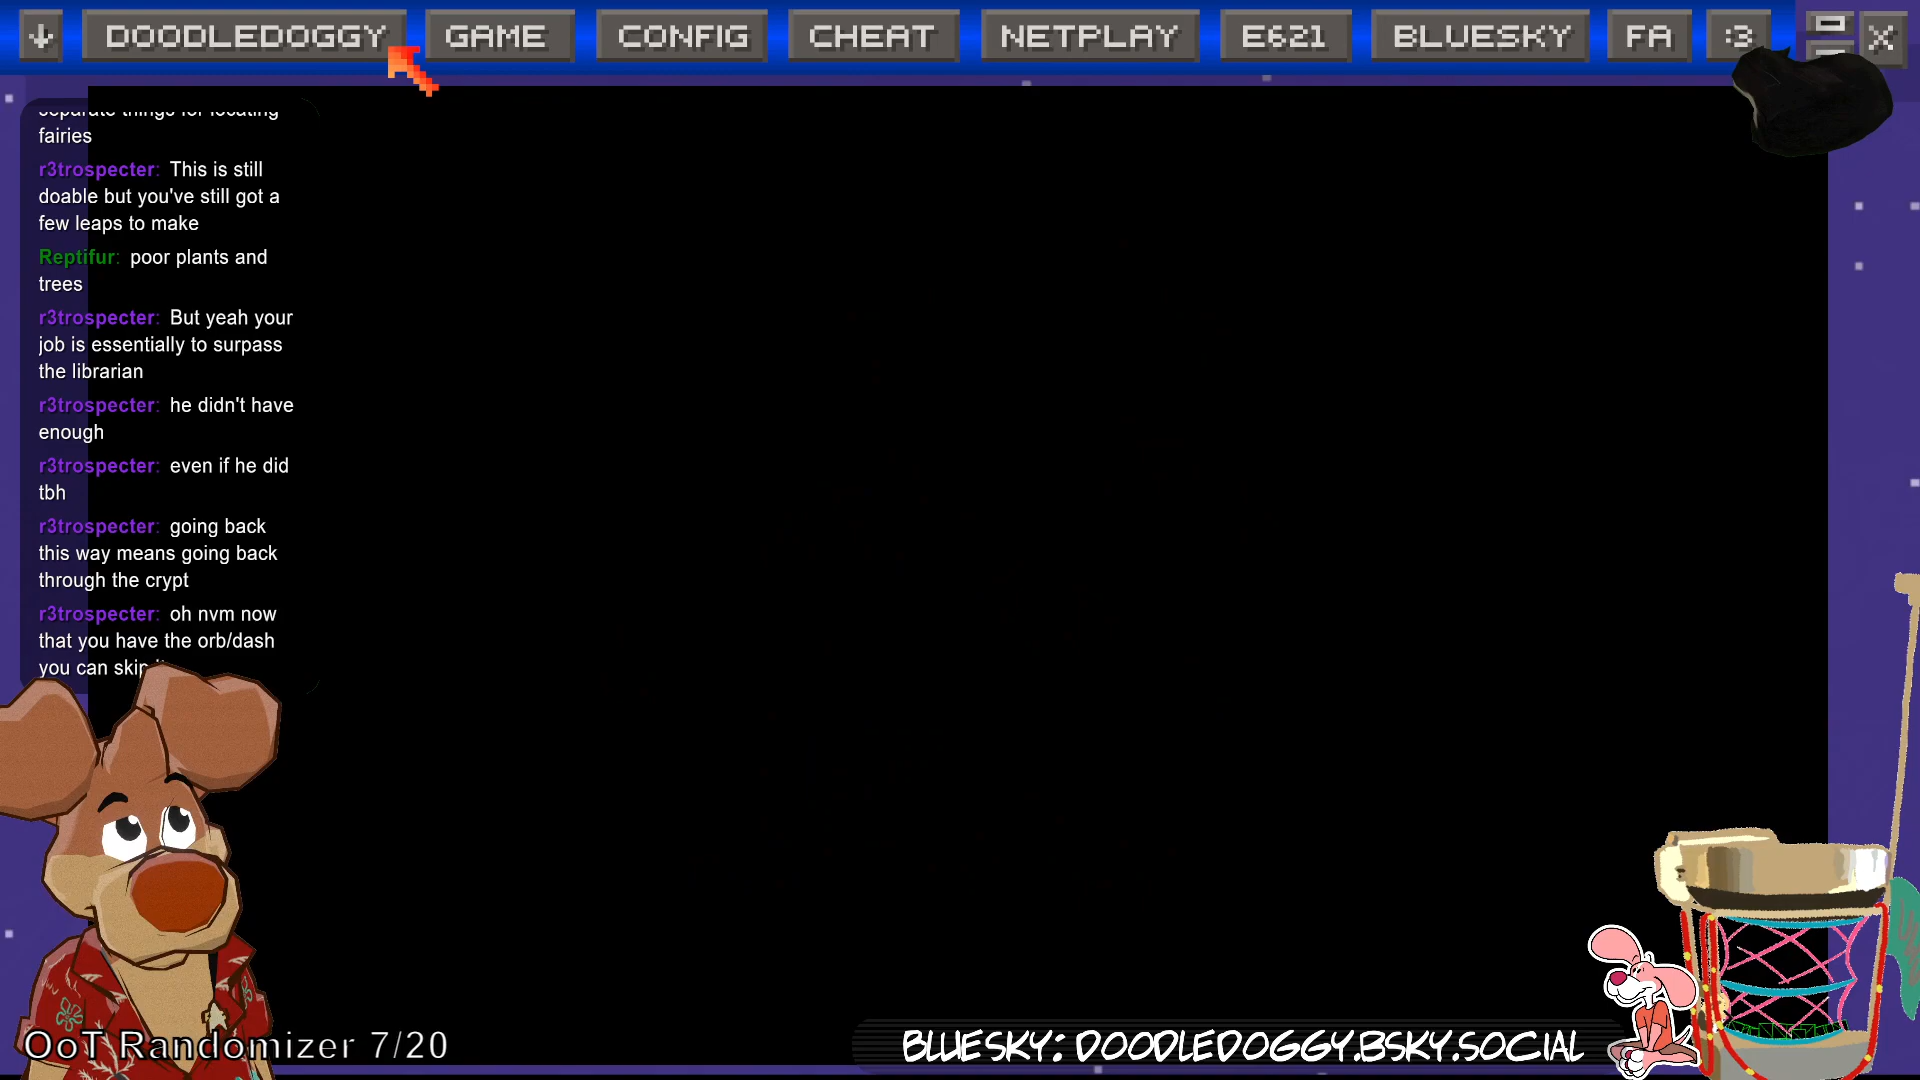 DOODLEDOGGY GAME CONFIG CHEAT NETPLAY E621 BLUESKY FA :3 X
separate things for locating
fairies
r3trospecter: This is still
doable but you've still got a
few leaps to make
Reptifur: poor plants and
trees
r3trospecter: But yeah your
job is essentially to surpass
the librarian
r3trospecter: he didn't have
enough
r3trospecter: even if he did
tbh
r3trospecter: going back
this way means going back
through the crypt
r3trospecter: oh nvm now
that you have the orb/dash
you can skip
OoT Randomizer 7/20
BLUESKY: DOODLEDOGGY.BSKY.SOCIAL